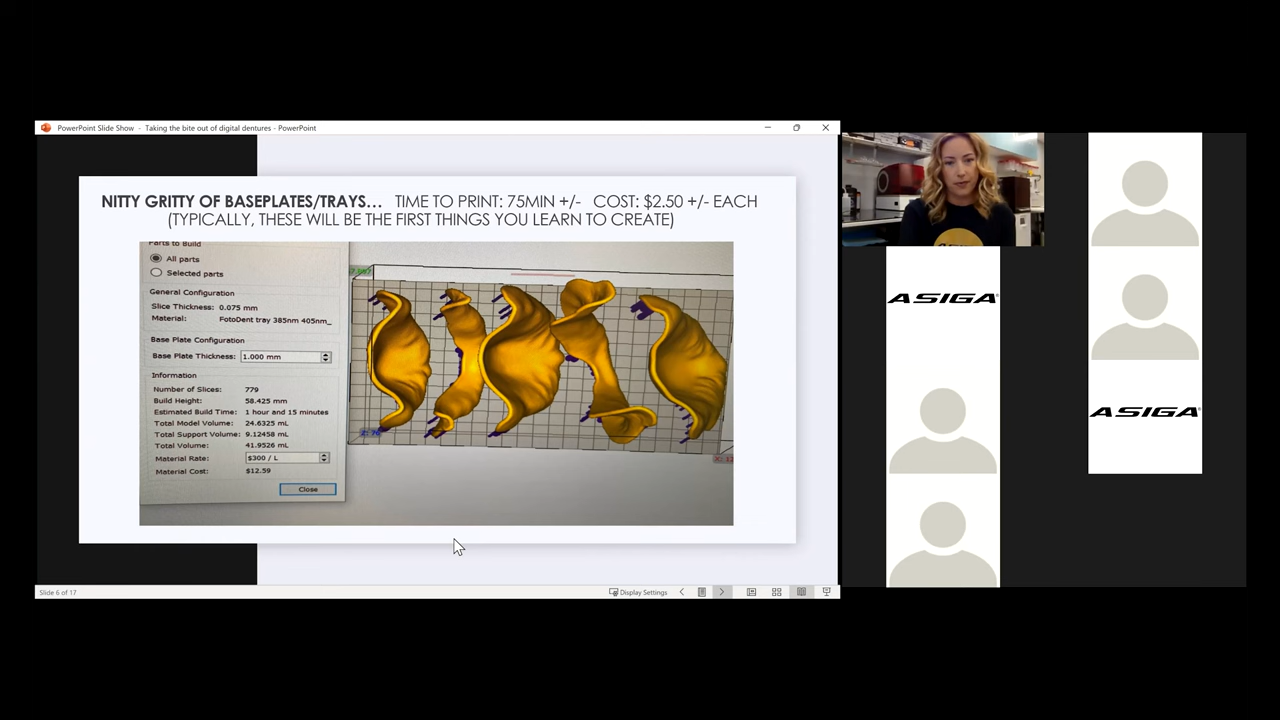 PowerPoint Slide Show - Taking the bite out of digital dentures - PowerPoint
NITTY GRITTY OF BASEPLATES/TRAYS... TIME TO PRINT: 75MIN +/- COST: $2.50 +/- EACH
(TYPICALLY, THESE WILL BE THE FIRST THINGS YOU LEARN TO CREATE)
Parts to Build
All parts
Selected parts
General Configuration
Slice Thickness: 0.075 mm
Material: FotoDent tray 385nm 405nm_
Base Plate Configuration
Base Plate Thickness: 1.000 mm
Information
Number of Slices: 779
Build Height: 58.425 mm
Estimated Build Time: 1 hour and 15 minutes
Total Model Volume: 24.6325 mL
Total Support Volume: 9.12458 mL
Total Volume: 41.9526 mL
Material Rate: $300 / L
Material Cost: $12.59
Close
Slide 6 of 17
Display Settings
ASIGA®
ASIGA®